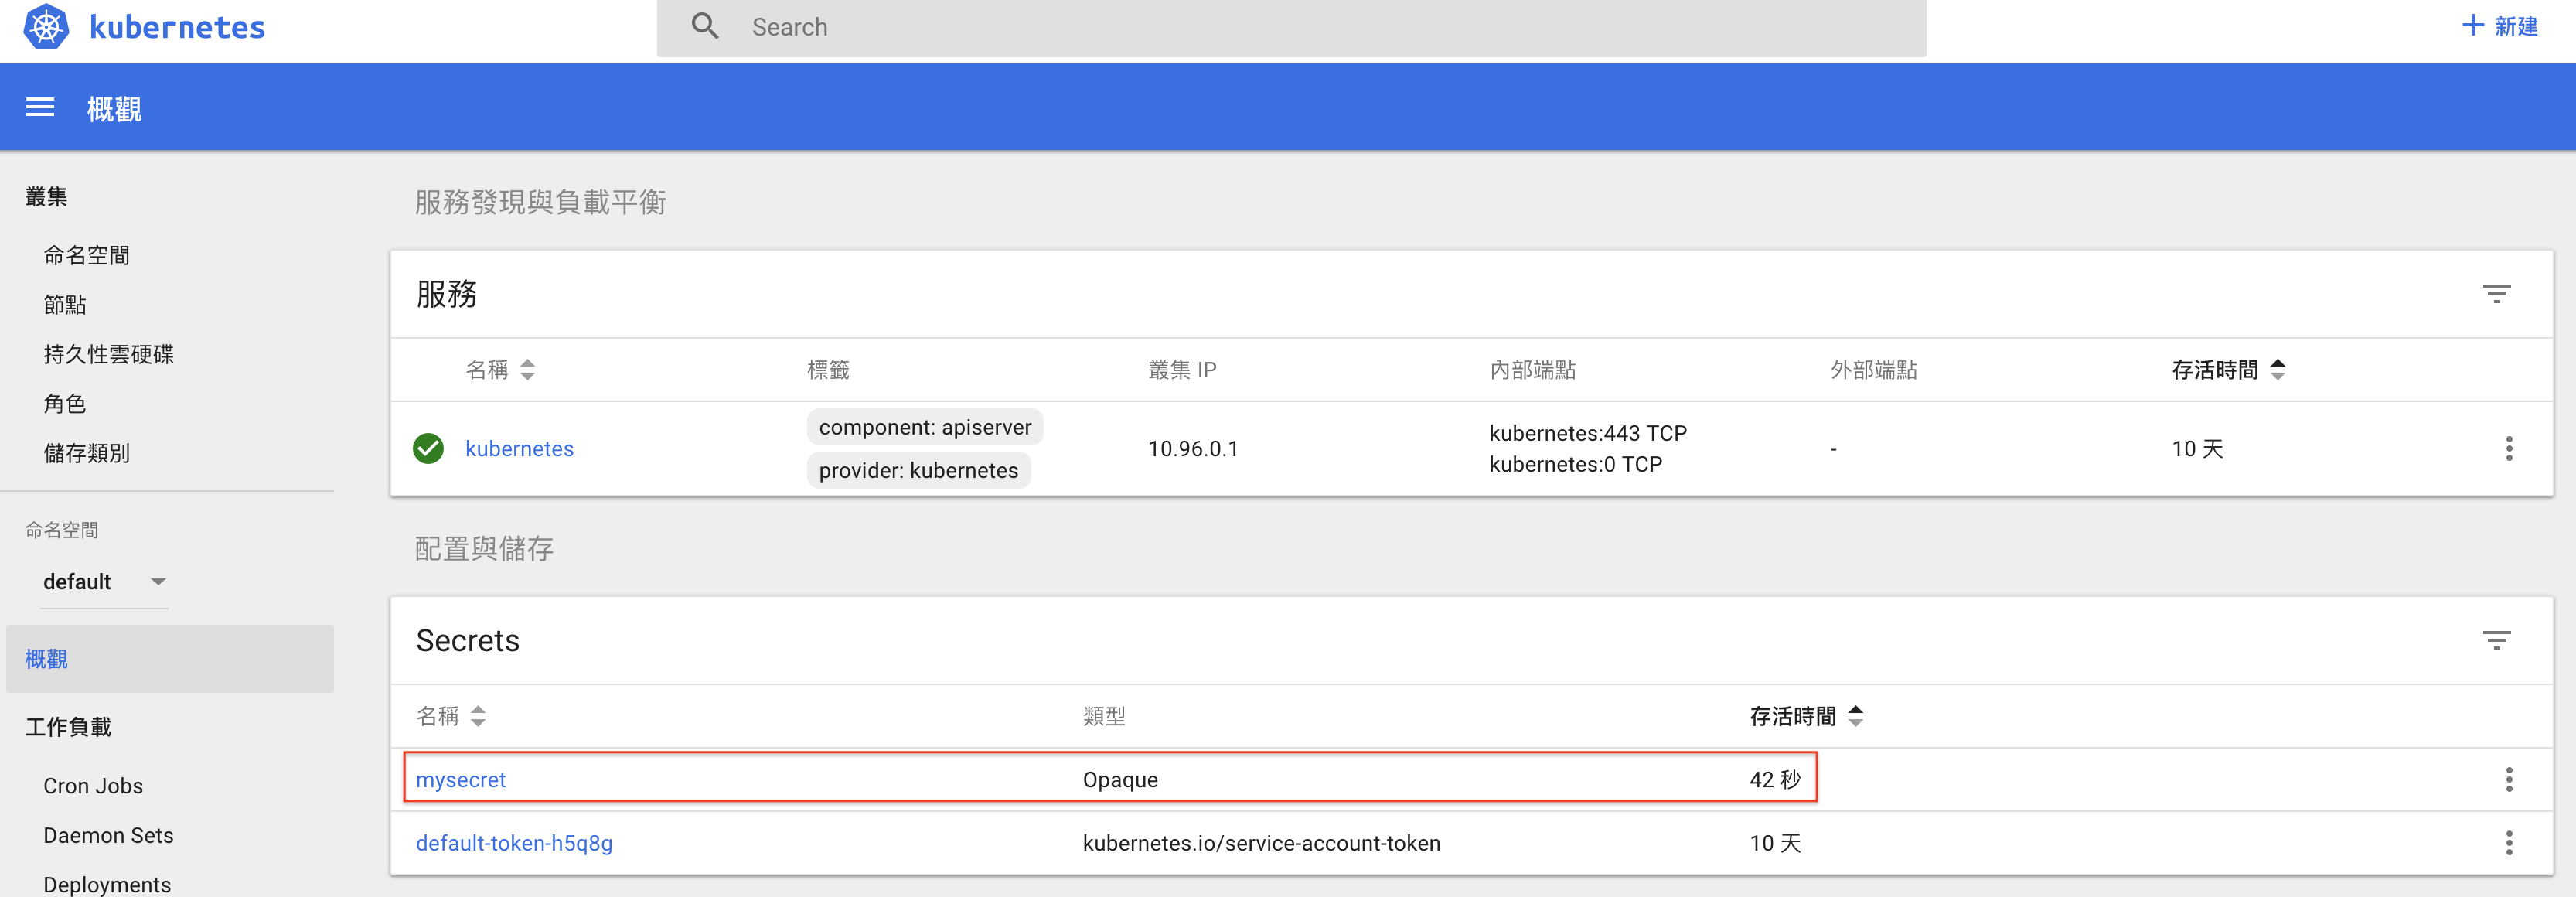 kubernetes
Search
新建
概觀
叢集
命名空間
節點
持久性雲硬碟
角色
儲存類別
命名空間
default
概觀
工作負載
Cron Jobs
Daemon Sets
Deployments
服務發現與負載平衡
服務
名稱 標籤 叢集 IP 內部端點 外部端點 存活時間
kubernetes component: apiserver provider: kubernetes 10.96.0.1 kubernetes:443 TCP kubernetes:0 TCP - 10 天
配置與儲存
Secrets
名稱 類型 存活時間
mysecret Opaque 42 秒
default-token-h5q8g kubernetes.io/service-account-token 10 天